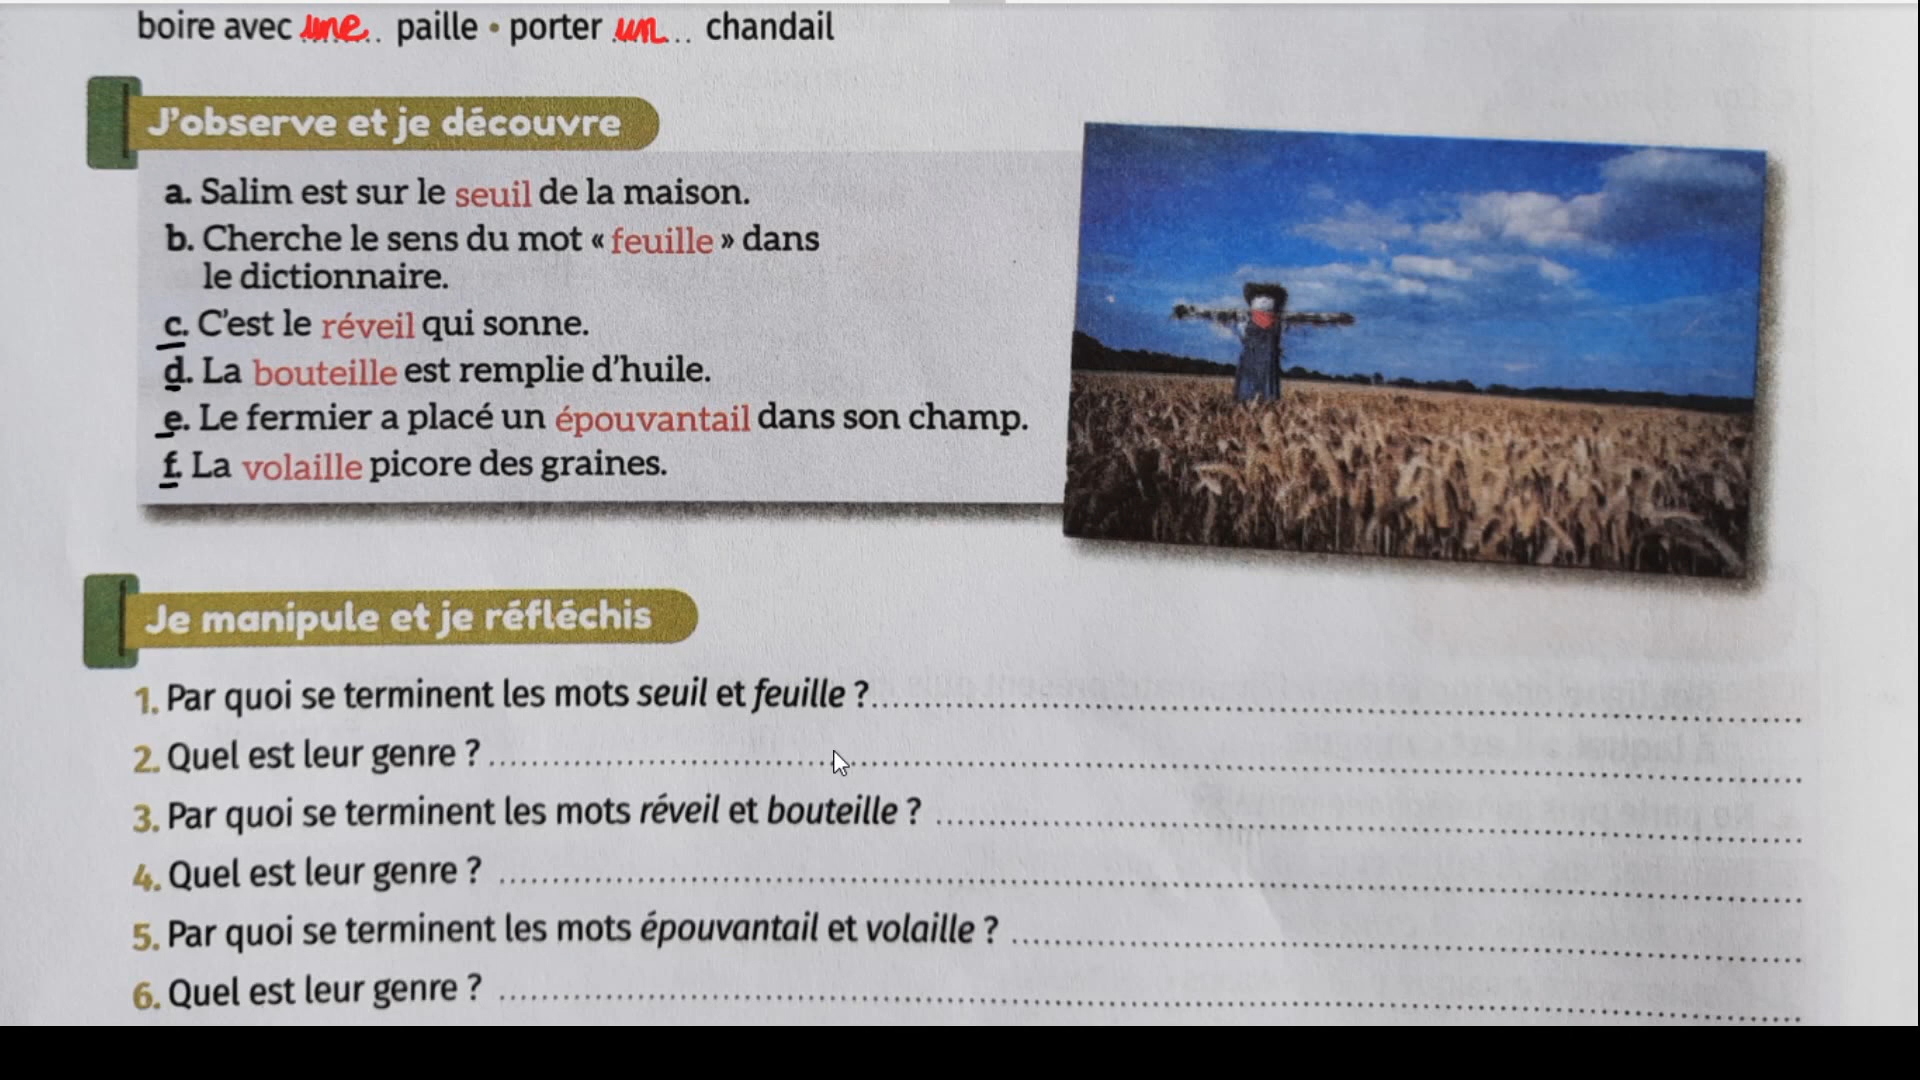 boire avec une paille • porter un chandail
J'observe et je découvre
a. Salim est sur le seuil de la maison.
b. Cherche le sens du mot « feuille » dans
le dictionnaire.
c. C'est le réveil qui sonne.
d. La bouteille est remplie d'huile.
e. Le fermier a placé un épouvantail dans son champ.
f. La volaille picore des graines.
Je manipule et je réfléchis
1. Par quoi se terminent les mots seuil et feuille ?
2. Quel est leur genre ?
3. Par quoi se terminent les mots réveil et bouteille ?
4. Quel est leur genre ?
5. Par quoi se terminent les mots épouvantail et volaille ?
6. Quel est leur genre ?